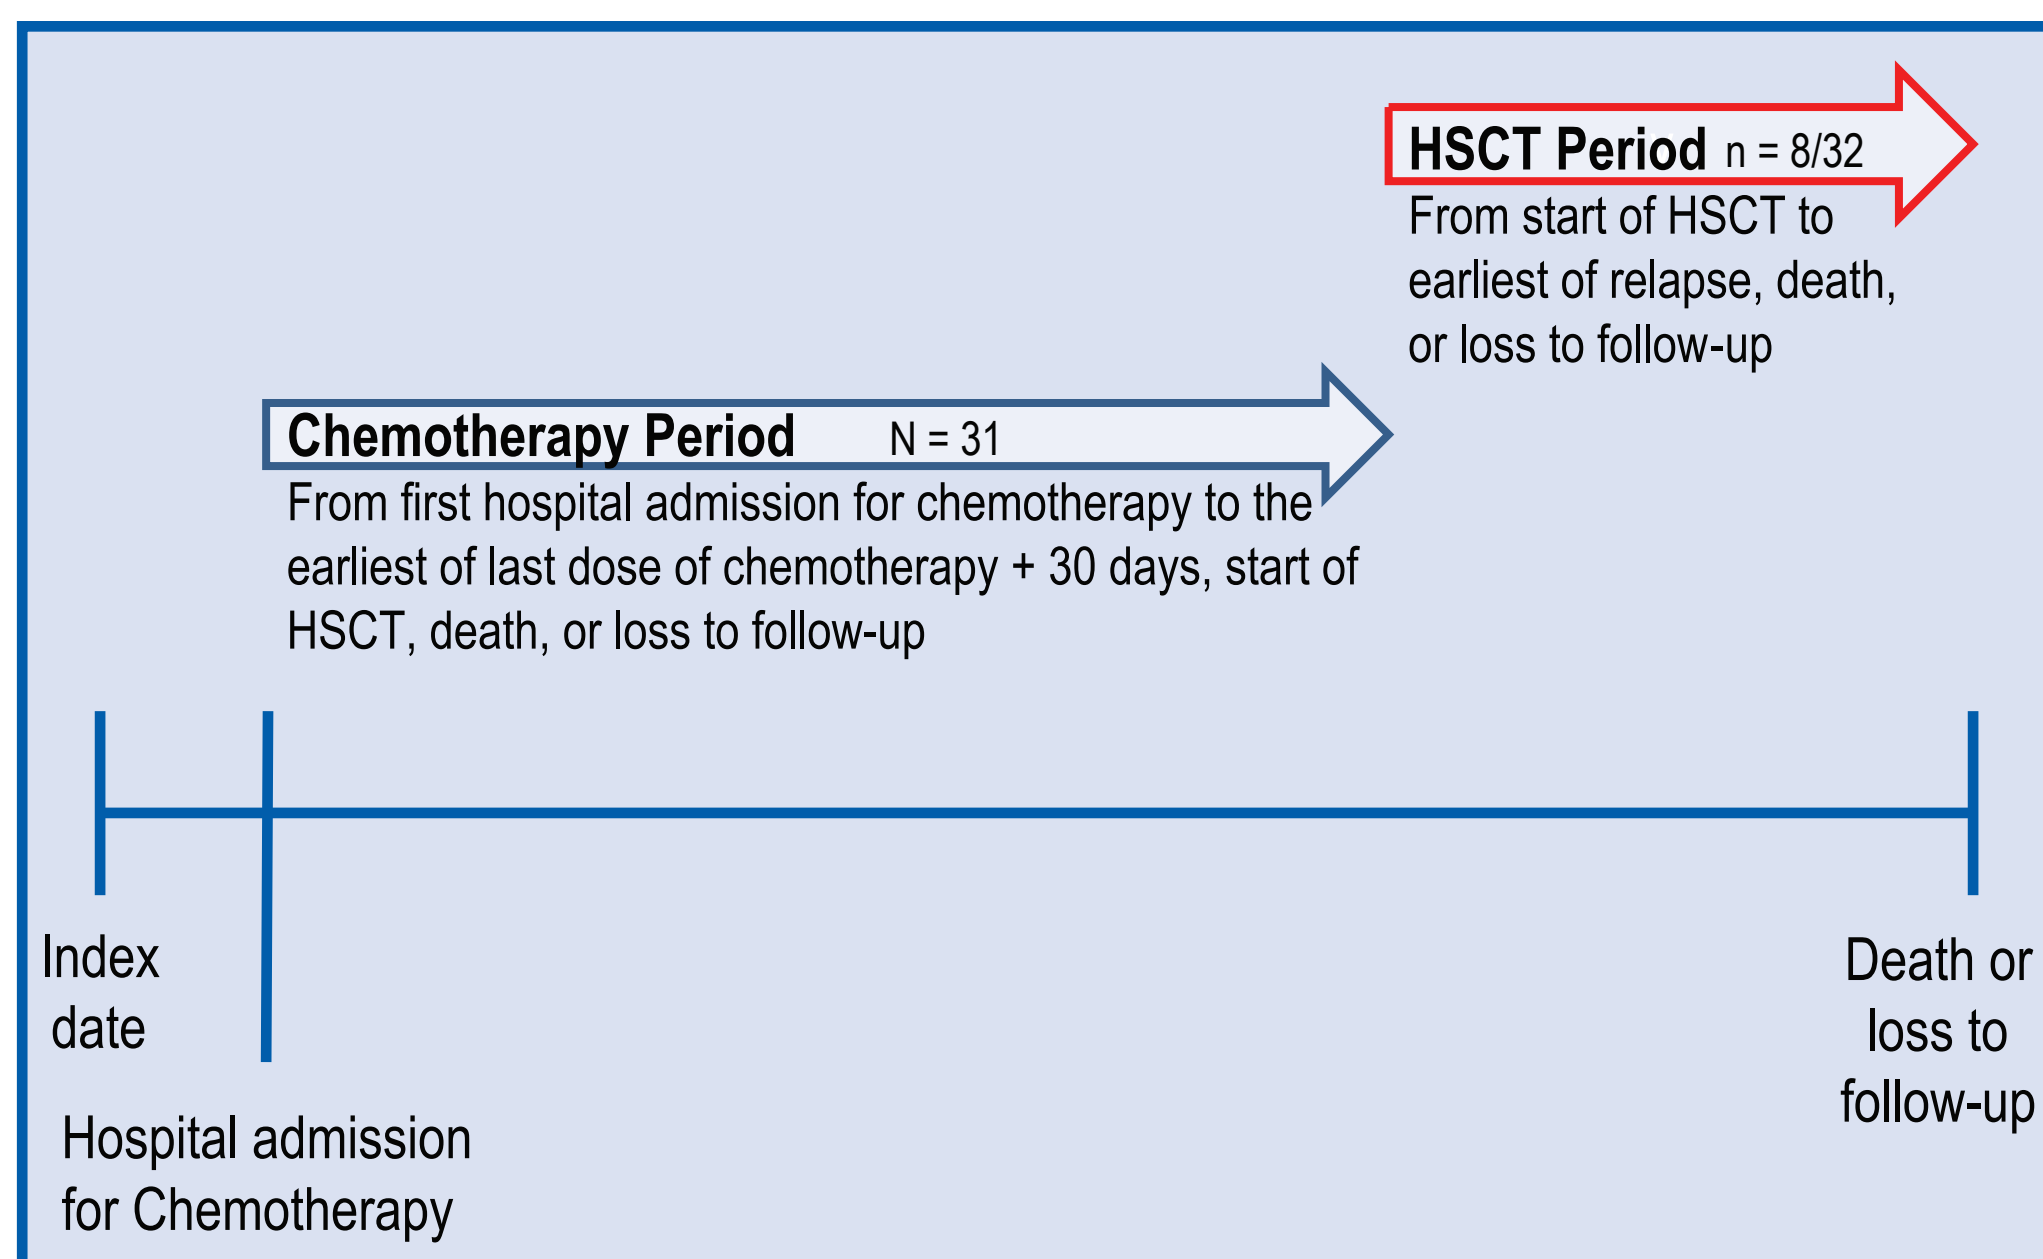 HSCT Period n = 8/32
From start of HSCT to
earliest of relapse, death,
or loss to follow-up
Chemotherapy Period N = 31
From first hospital admission for chemotherapy to the
earliest of last dose of chemotherapy + 30 days, start of
HSCT, death, or loss to follow-up
Index
date
Hospital admission
for Chemotherapy
Death or
loss to
follow-up